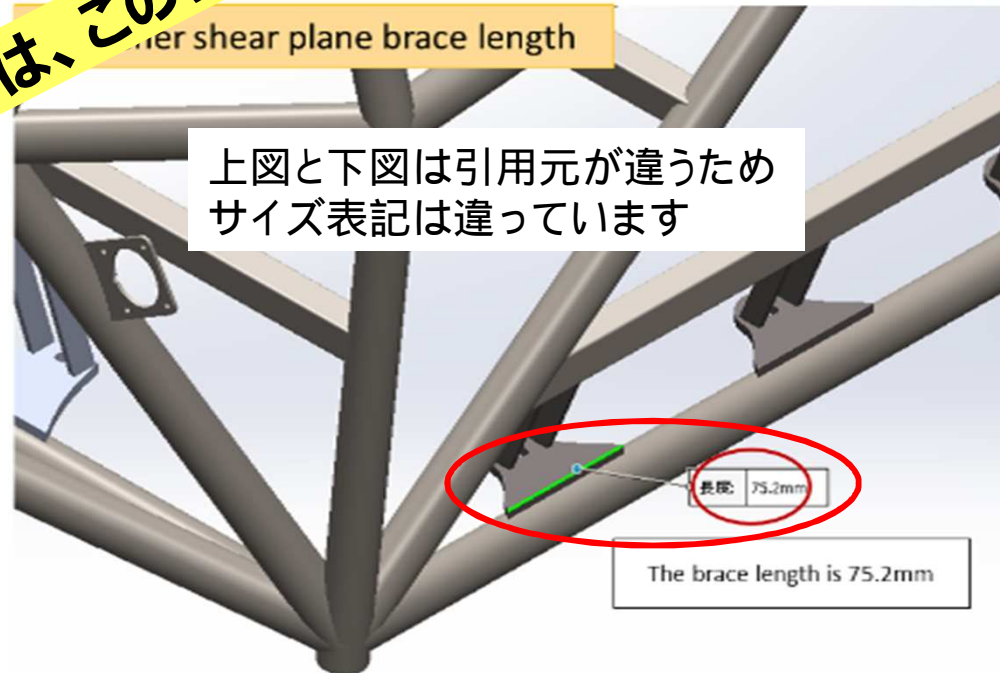 は、この
er shear plane brace length
上図と下図は引用元が違うため
サイズ表記は違っています
長度: 75.2mm
The brace length is 75.2mm